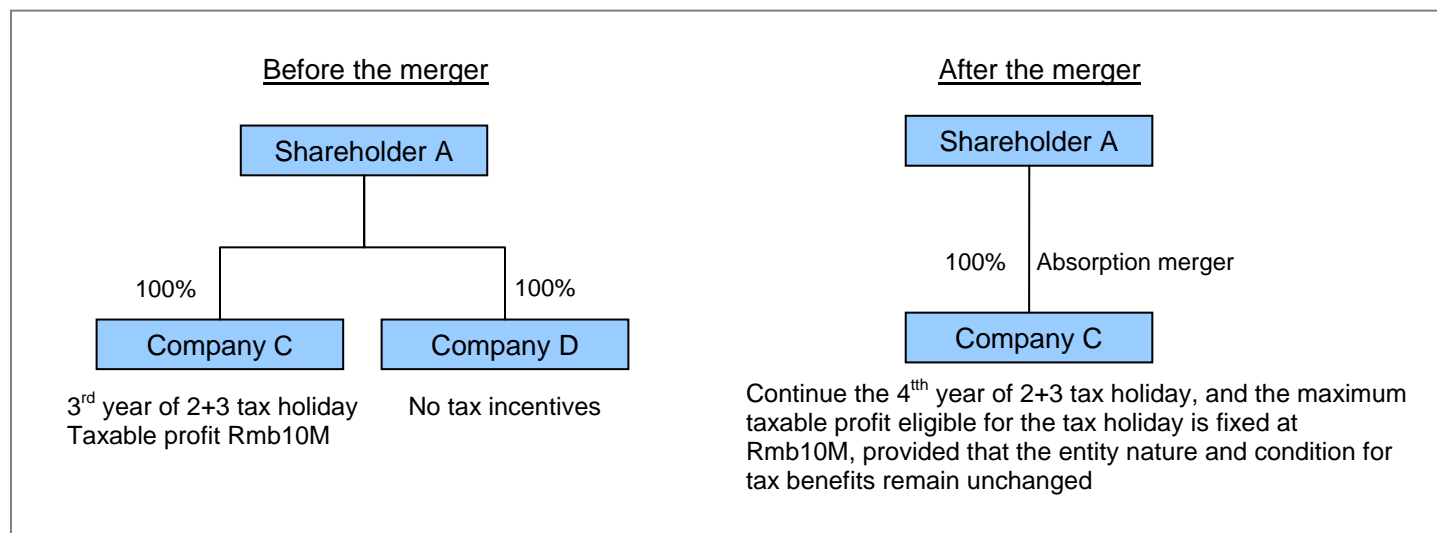 Before the merger
Shareholder A
100%
100%
Company C
Company D
3rd year of 2+3 tax holiday
Taxable profit Rmb10M
No tax incentives
After the merger
Shareholder A
100%
Absorption merger
Company C
Continue the 4tth year of 2+3 tax holiday, and the maximum
taxable profit eligible for the tax holiday is fixed at
Rmb10M, provided that the entity nature and condition for
tax benefits remain unchanged